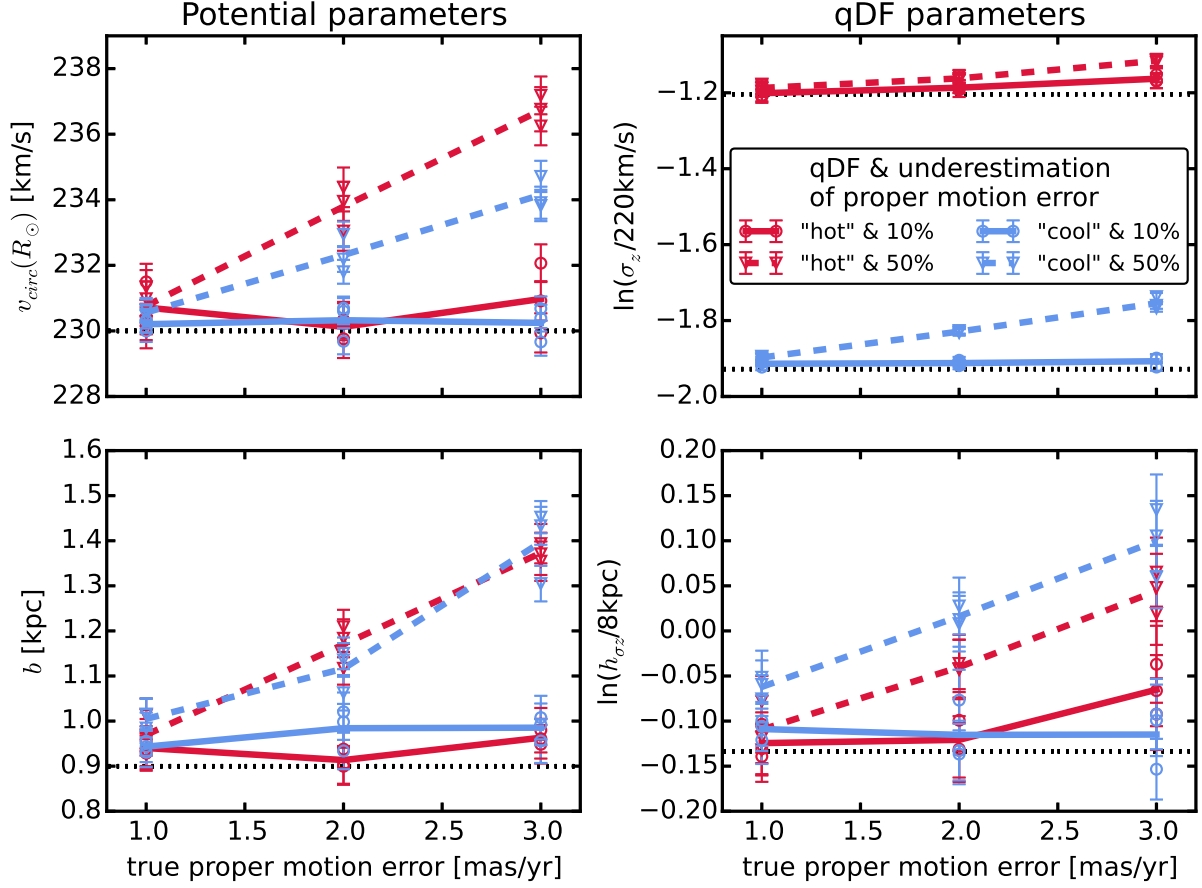 Potential parameters
qDF parameters
v_circ(R_☉) [km/s]
238
236
234
232
230
228
ln(σ_z/220km/s)
−1.2
−1.4
−1.6
−1.8
−2.0
qDF & underestimation
of proper motion error
"hot" & 10%
"cool" & 10%
"hot" & 50%
"cool" & 50%
b [kpc]
1.6
1.5
1.4
1.3
1.2
1.1
1.0
0.9
0.8
1.0
1.5
2.0
2.5
3.0
true proper motion error [mas/yr]
ln(h_σz/8kpc)
0.20
0.15
0.10
0.05
0.00
−0.05
−0.10
−0.15
−0.20
1.0
1.5
2.0
2.5
3.0
true proper motion error [mas/yr]